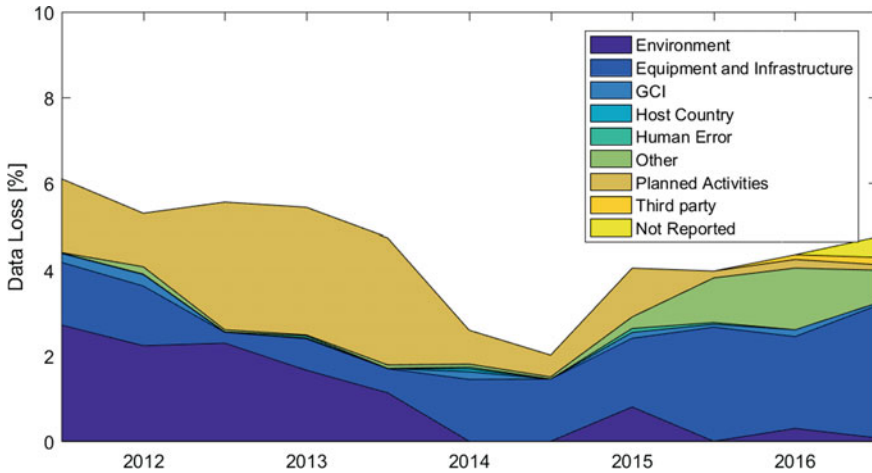 10
8
6
4
2
0
Data Loss [%]
Environment
Equipment and Infrastructure
GCI
Host Country
Human Error
Other
Planned Activities
Third party
Not Reported
2012 2013 2014 2015 2016